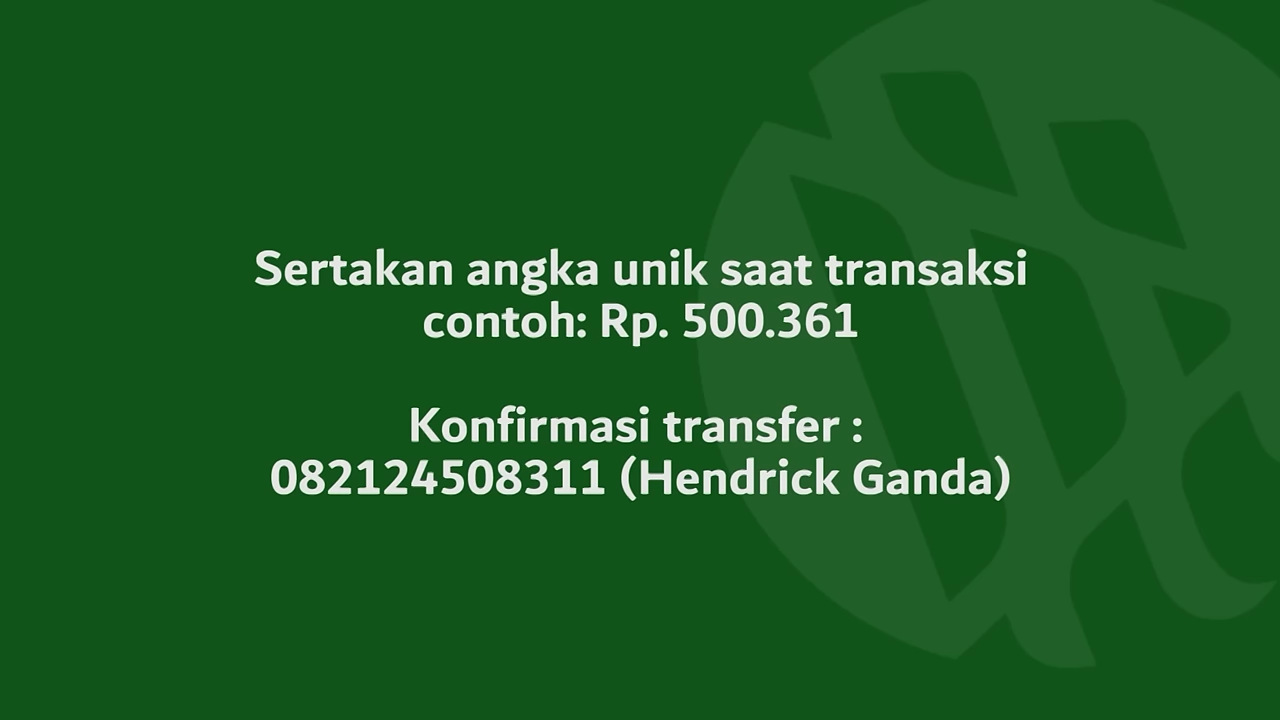 Sertakan angka unik saat transaksi
contoh: Rp. 500.361
Konfirmasi transfer :
082124508311 (Hendrick Ganda)